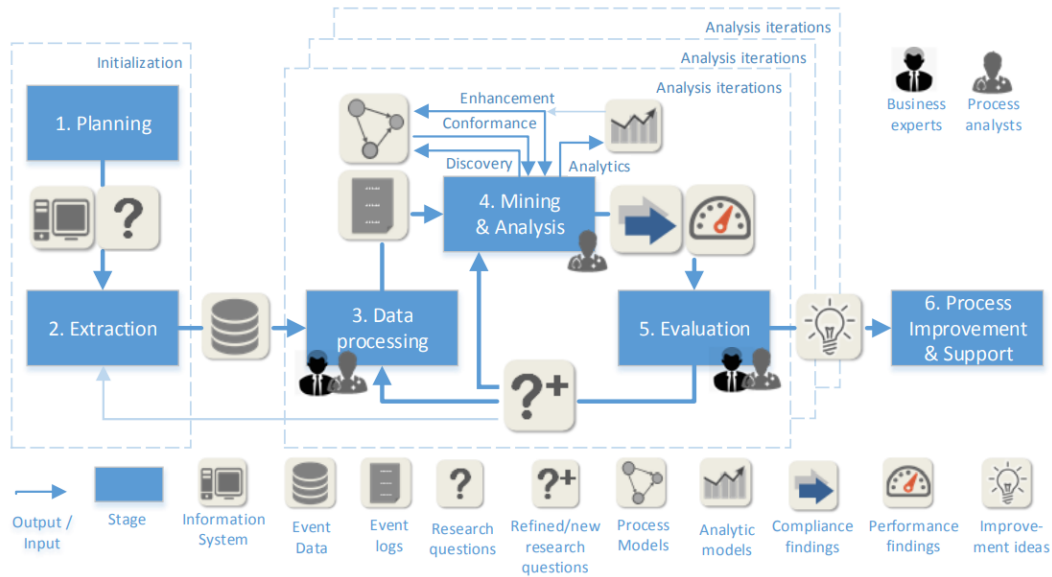 Analysis iterations
Analysis iterations
Analysis iterations
Initialization
Business
experts
Process
analysts
1. Planning
Enhancement
Conformance
Discovery
Analytics
4. Mining
& Analysis
?
2. Extraction
3. Data
processing
5. Evaluation
6. Process
Improvement
& Support
?+
? ?+
Output /
Input
Stage
Information
System
Event
Data
Event
logs
Research
questions
Refined/new
research
questions
Process
Models
Analytic
models
Compliance
findings
Performance
findings
Improve-
ment ideas